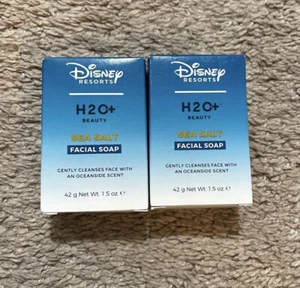 Disney
RESORTS
H2O+
BEAUTY
SEA SALT
FACIAL SOAP
GENTLY CLEANSES FACE WITH
AN OCEANSIDE SCENT
42 g Net Wt. 1.5 oz. ℮
Disney
RESORTS
H2O+
BEAUTY
SEA SALT
FACIAL SOAP
GENTLY CLEANSES FACE WITH
AN OCEANSIDE SCENT
42 g Net Wt. 1.5 oz. ℮